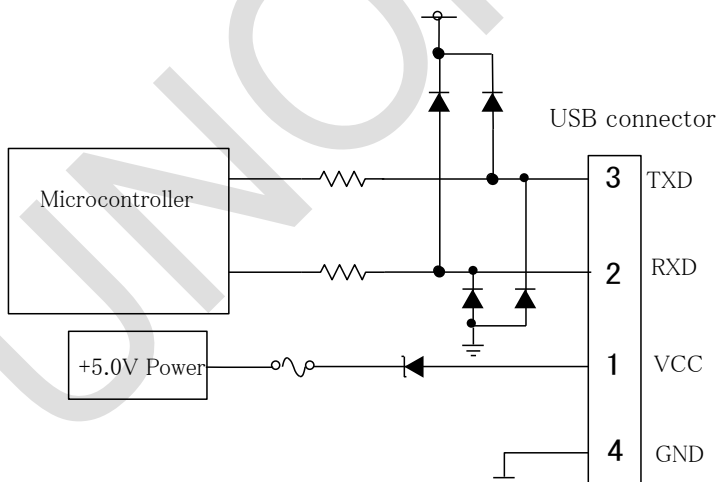 USB connector
Microcontroller
3 TXD
2 RXD
+5.0V Power
1 VCC
4 GND